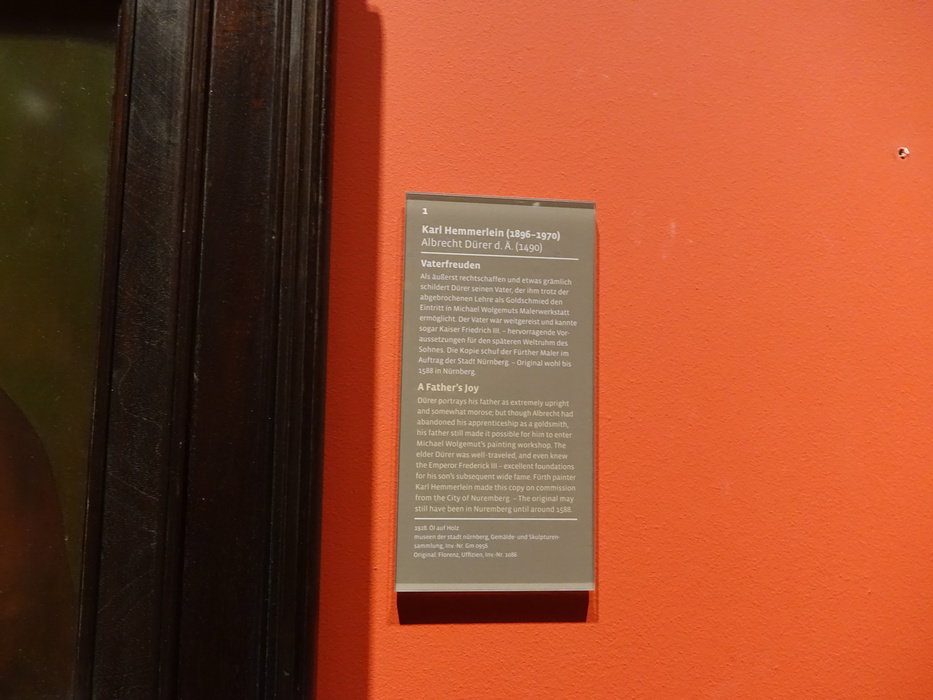 1
Karl Hemmerlein (1896–1970)
Albrecht Dürer d. Ä. (1490)
Vaterfreuden
Als äußerst rechtschaffen und etwas grämlich
schildert Dürer seinen Vater, der ihm trotz der
abgebrochenen Lehre als Goldschmied den
Eintritt in Michael Wolgemuts Malerwerkstatt
ermöglicht. Der Vater war weitgereist und kannte
sogar Kaiser Friedrich III. – hervorragende Vor-
aussetzungen für den späteren Weltruhm des
Sohnes. Die Kopie schuf der Fürther Maler im
Auftrag der Stadt Nürnberg. – Original wohl bis
1588 in Nürnberg.
A Father's Joy
Dürer portrays his father as extremely upright
and somewhat morose; but though Albrecht had
abandoned his apprenticeship as a goldsmith,
his father still made it possible for him to enter
Michael Wolgemut's painting workshop. The
elder Dürer was well-traveled, and even knew
the Emperor Frederick III – excellent foundations
for his son's subsequent wide fame. Fürth painter
Karl Hemmerlein made this copy on commission
from the City of Nuremberg. – The original may
still have been in Nuremberg until around 1588.
1928. Öl auf Holz
museen der stadt nürnberg, Gemälde- und Skulpturen-
sammlung, Inv.-Nr. Gm 0956
Original: Florenz, Uffizien, Inv.-Nr. 1086